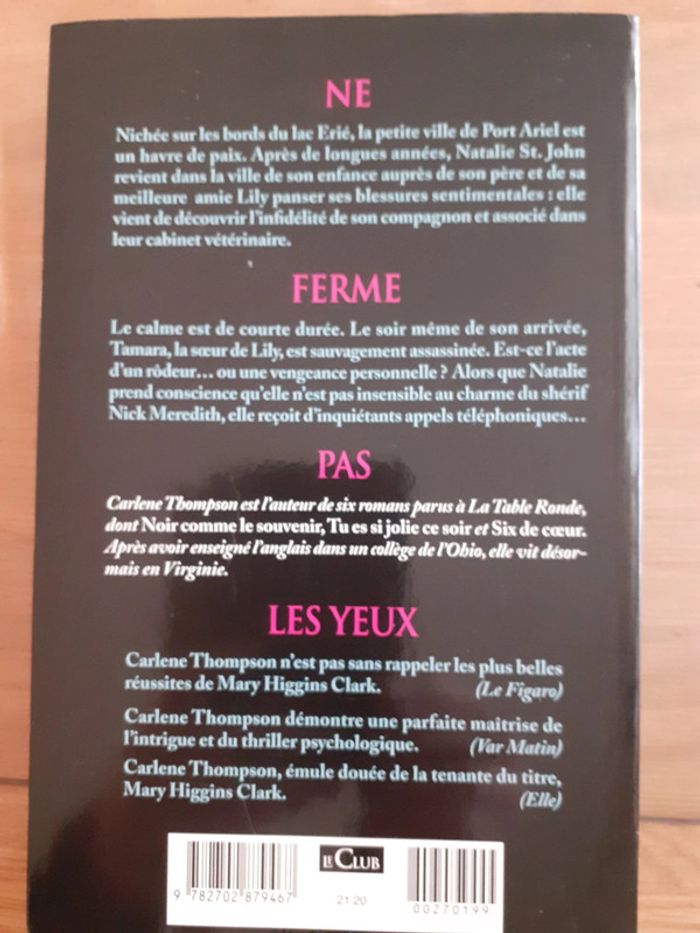 NE
Nichée sur les bords du lac Erié, la petite ville de Port Ariel est
un havre de paix. Après de longues années, Natalie St. John
revient dans la ville de son enfance auprès de son père et de sa
meilleure amie Lily panser ses blessures sentimentales : elle
vient de découvrir l'infidélité de son compagnon et associé dans
leur cabinet vétérinaire.
FERME
Le calme est de courte durée. Le soir même de son arrivée,
Tamara, la sœur de Lily, est sauvagement assassinée. Est-ce l'acte
d'un rôdeur... ou une vengeance personnelle ? Alors que Natalie
prend conscience qu'elle n'est pas insensible au charme du shérif
Nick Meredith, elle reçoit d'inquiétants appels téléphoniques...
PAS
Carlene Thompson est l'auteur de six romans parus à La Table Ronde,
dont Noir comme le souvenir, Tu es si jolie ce soir et Six de cœur.
Après avoir enseigné l'anglais dans un collège de l'Ohio, elle vit désor-
mais en Virginie.
LES YEUX
Carlene Thompson n'est pas sans rappeler les plus belles
réussites de Mary Higgins Clark. (Le Figaro)
Carlene Thompson démontre une parfaite maîtrise de
l'intrigue et du thriller psychologique. (Var Matin)
Carlene Thompson, émule douée de la tenante du titre,
Mary Higgins Clark. (Elle)
LE CLUB
9 782702 879467 21 20 00270199